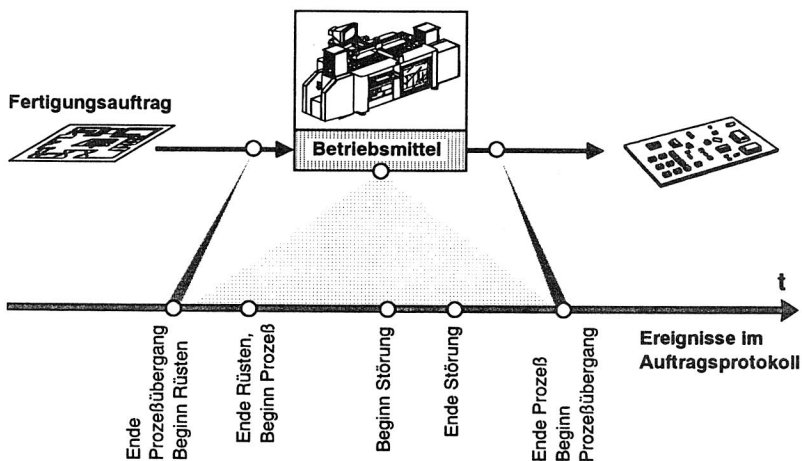 Fertigungsauftrag
Betriebsmittel
t
Ereignisse im
Auftragsprotokoll
Ende
Prozeßübergang
Beginn Rüsten
Ende Rüsten,
Beginn Prozeß
Beginn Störung
Ende Störung
Ende Prozeß
Beginn
Prozeßübergang